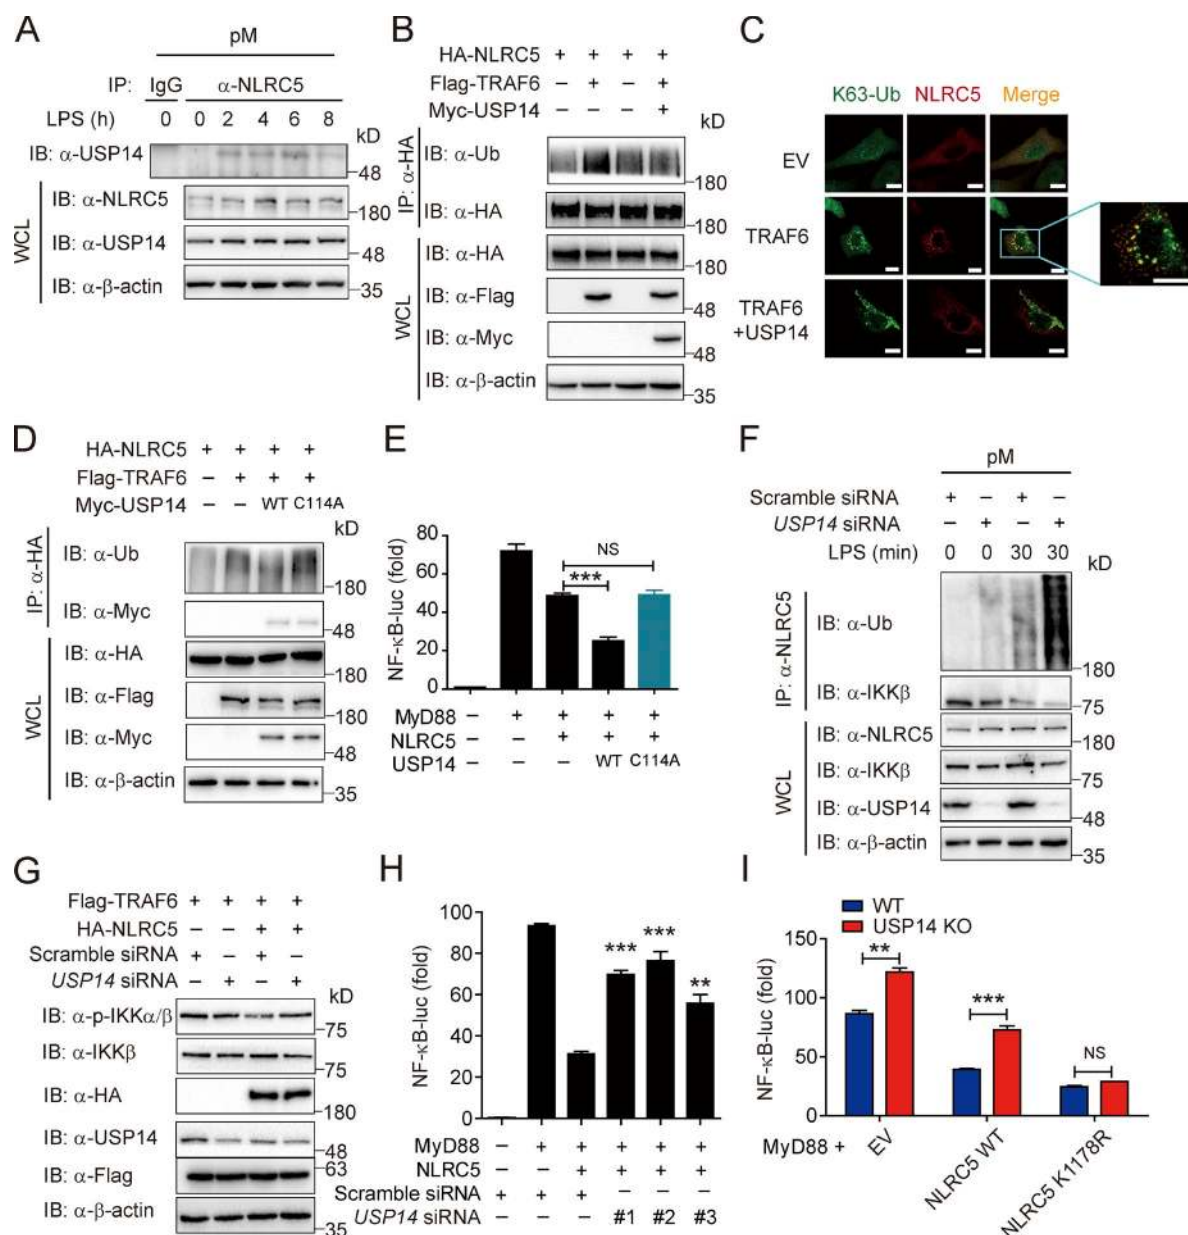 A
pM
IP: IgG α-NLRC5
LPS (h) 0 0 2 4 6 8 kD
IB: α-USP14
48
WCL
IB: α-NLRC5
180
IB: α-USP14
48
IB: α-β-actin
35
B
HA-NLRC5 + + + +
Flag-TRAF6 – + – +
Myc-USP14 – – – +
kD
IP: α-HA
IB: α-Ub
180
IB: α-HA
180
WCL
IB: α-HA
180
IB: α-Flag
48
IB: α-Myc
48
IB: α-β-actin
35
C
K63-Ub NLRC5 Merge
EV
TRAF6
TRAF6
+USP14
D
HA-NLRC5 + + + +
Flag-TRAF6 – + + +
Myc-USP14 – – WT C114A
kD
IP: α-HA
IB: α-Ub
180
IB: α-Myc
48
WCL
IB: α-HA
180
IB: α-Flag
180
IB: α-Myc
48
IB: α-β-actin
35
E
NF-κB-luc (fold)
80
60
40
20
0
NS
***
MyD88 – + + + +
NLRC5 – – + + +
USP14 – – – WT C114A
F
pM
Scramble siRNA + – + –
USP14 siRNA – + – +
LPS (min) 0 0 30 30 kD
IP: α-NLRC5
IB: α-Ub
180
IB: α-IKKβ
75
WCL
IB: α-NLRC5
180
IB: α-IKKβ
75
IB: α-USP14
48
IB: α-β-actin
35
G
Flag-TRAF6 + + + +
HA-NLRC5 – – + +
Scramble siRNA + – + –
USP14 siRNA – + – +
kD
IB: α-p-IKKα/β
75
IB: α-IKKβ
75
IB: α-HA
180
IB: α-USP14
48
IB: α-Flag
63
IB: α-β-actin
35
H
NF-κB-luc (fold)
100
80
60
40
20
0
*** *** **
MyD88 – + + + + +
NLRC5 – – + + + +
Scramble siRNA + + + – – –
USP14 siRNA – – – #1 #2 #3
I
WT
USP14 KO
NF-κB-luc (fold)
150
100
50
0
**
***
NS
MyD88 + EV NLRC5 WT NLRC5 K1178R